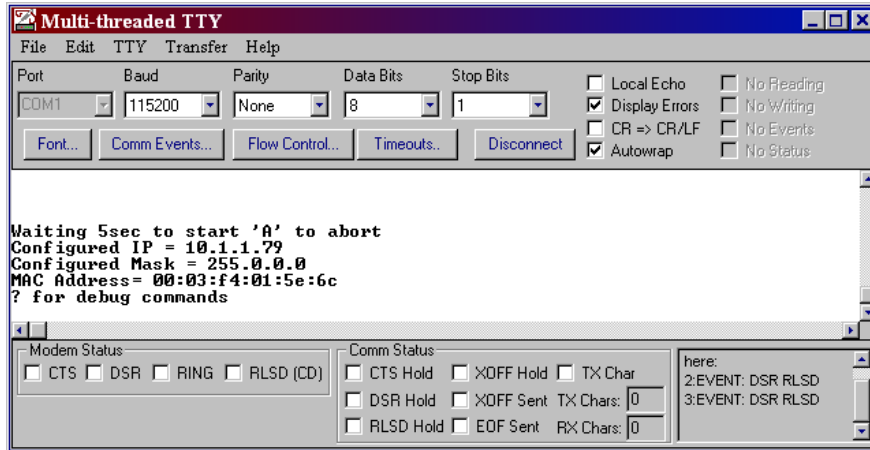 Multi-threaded TTY
File Edit TTY Transfer Help
Port Baud Parity Data Bits Stop Bits
COM1 115200 None 8 1
Local Echo No Reading
Display Errors No Writing
CR => CR/LF No Events
Autowrap No Status
Font... Comm Events... Flow Control... Timeouts.. Disconnect
Waiting 5sec to start 'A' to abort
Configured IP = 10.1.1.79
Configured Mask = 255.0.0.0
MAC Address= 00:03:f4:01:5e:6c
? for debug commands
Modem Status
CTS DSR RING RLSD (CD)
Comm Status
CTS Hold XOFF Hold TX Char
DSR Hold XOFF Sent TX Chars: 0
RLSD Hold EOF Sent RX Chars: 0
here:
2:EVENT: DSR RLSD
3:EVENT: DSR RLSD